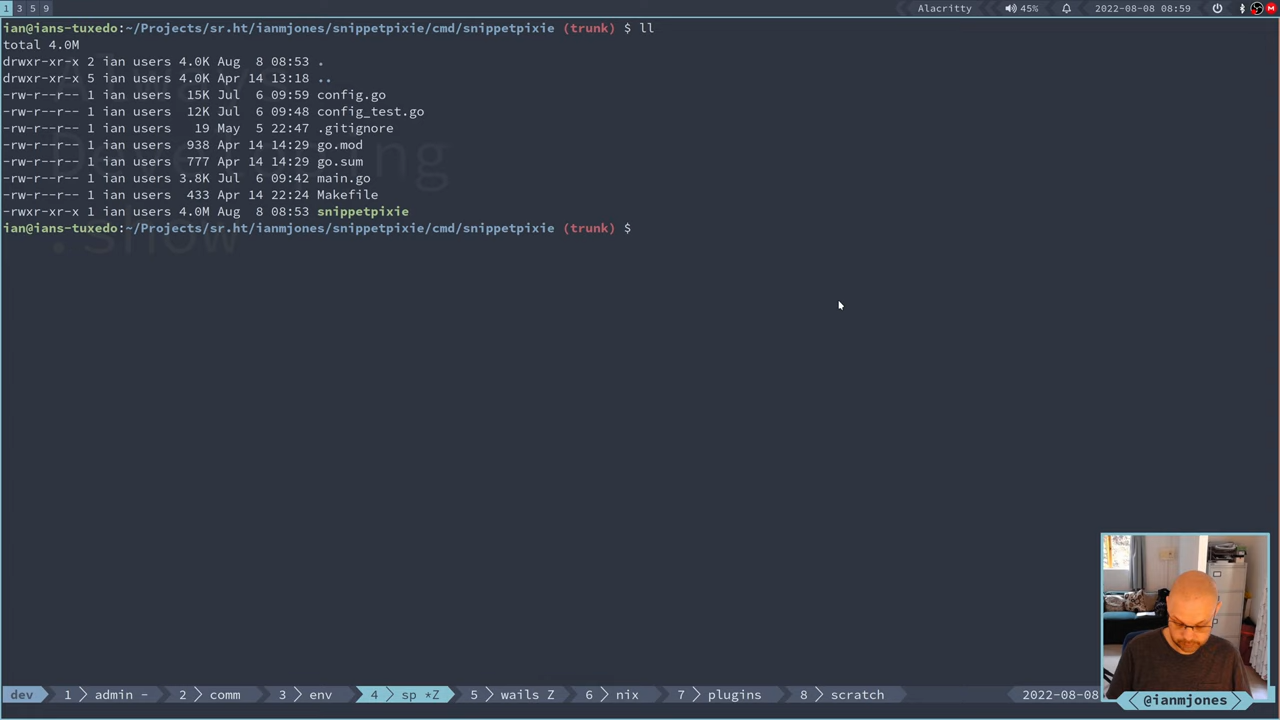 1 3 5 9 Alacritty 45% 2022-08-08 08:59
ian@ians-tuxedo:~/Projects/sr.ht/ianmjones/snippetpixie/cmd/snippetpixie (trunk) $ ll
total 4.0M
drwxr-xr-x 2 ian users 4.0K Aug  8 08:53 .
drwxr-xr-x 5 ian users 4.0K Apr 14 13:18 ..
-rw-r--r-- 1 ian users  15K Jul  6 09:59 config.go
-rw-r--r-- 1 ian users  12K Jul  6 09:48 config_test.go
-rw-r--r-- 1 ian users   19 May  5 22:47 .gitignore
-rw-r--r-- 1 ian users  938 Apr 14 14:29 go.mod
-rw-r--r-- 1 ian users  777 Apr 14 14:29 go.sum
-rw-r--r-- 1 ian users 3.8K Jul  6 09:42 main.go
-rw-r--r-- 1 ian users  433 Apr 14 22:24 Makefile
-rwxr-xr-x 1 ian users 4.0M Aug  8 08:53 snippetpixie
ian@ians-tuxedo:~/Projects/sr.ht/ianmjones/snippetpixie/cmd/snippetpixie (trunk) $
.show
dev 1 admin - 2 comm 3 env 4 sp *Z 5 wails Z 6 nix 7 plugins 8 scratch 2022-08-08
@ianmjones